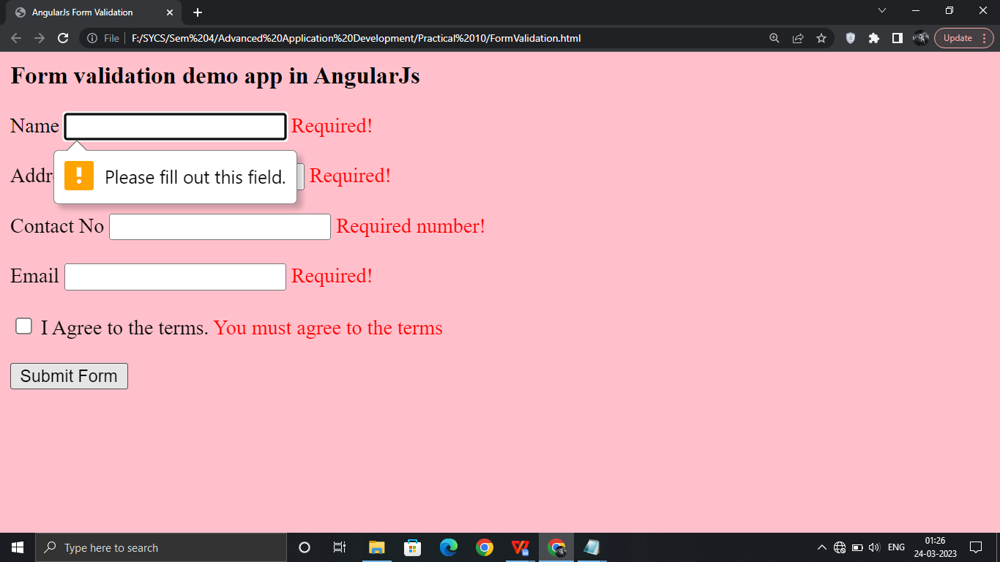 AngularJs Form Validation
File F:/SYCS/Sem%204/Advanced%20Application%20Development/Practical%2010/FormValidation.html
Update
Form validation demo app in AngularJs
Name Required!
Please fill out this field.
Addr Required!
Contact No Required number!
Email Required!
I Agree to the terms. You must agree to the terms
Submit Form
Type here to search
ENG
01:26
24-03-2023